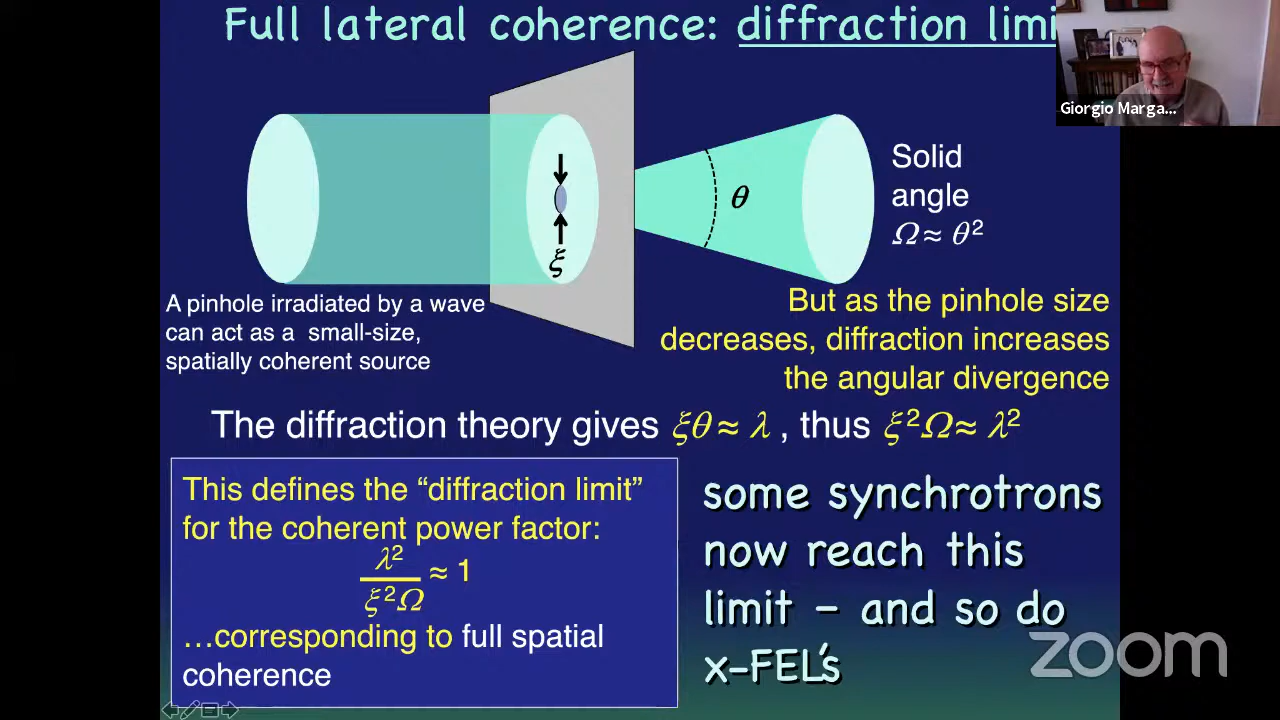 Full lateral coherence: diffraction limi
Giorgio Marga...
ξ
θ
Solid
angle
Ω≈ θ²
A pinhole irradiated by a wave
can act as a small-size,
spatially coherent source
But as the pinhole size
decreases, diffraction increases
the angular divergence
The diffraction theory gives ξθ≈ λ , thus ξ²Ω≈ λ²
This defines the “diffraction limit”
for the coherent power factor:
λ²
ξ²Ω
≈ 1
...corresponding to full spatial
coherence
some synchrotrons
now reach this
limit – and so do
x-FEL's
zoom